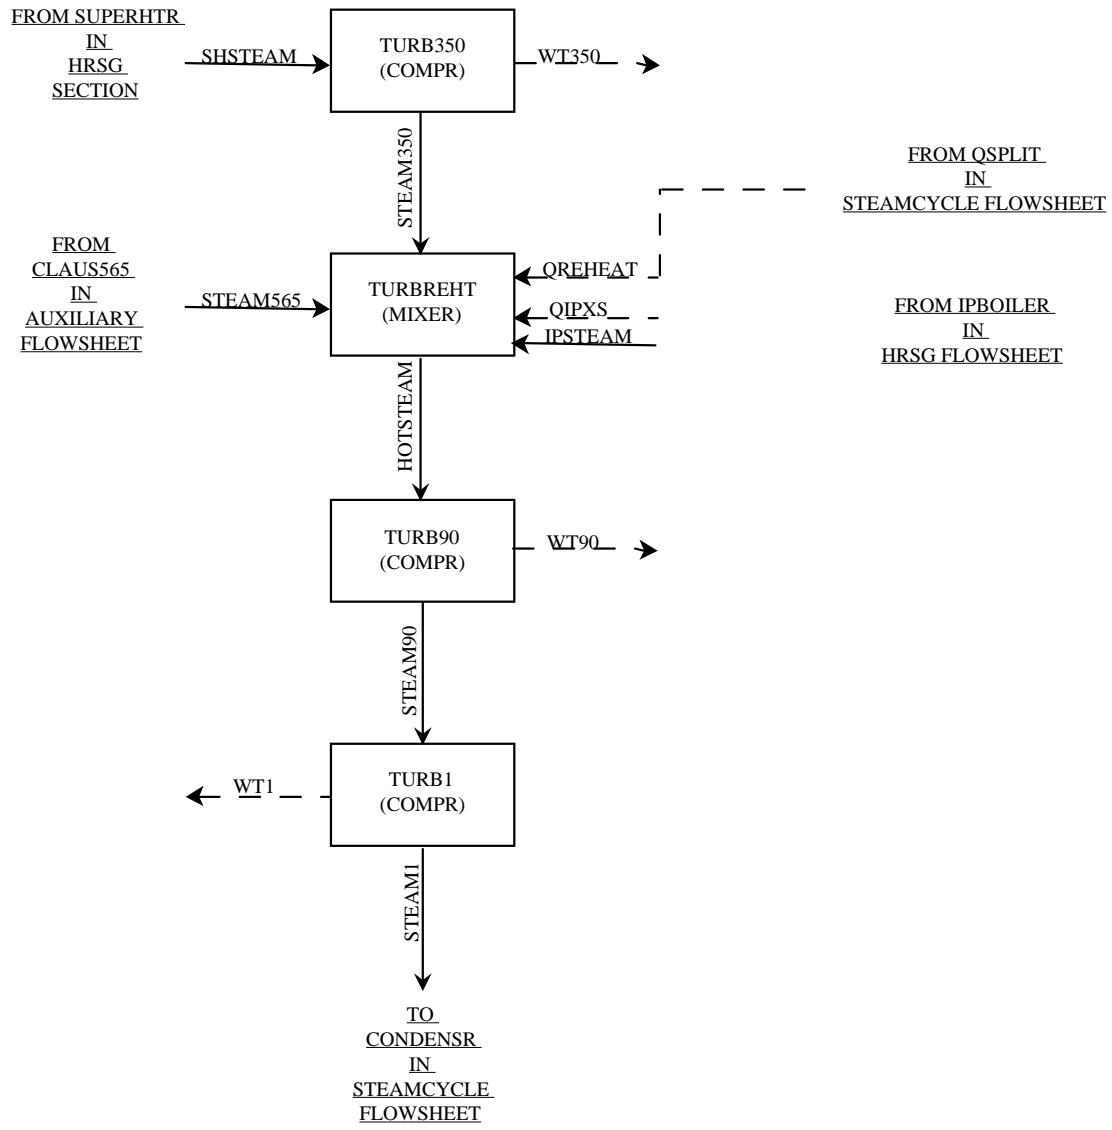 FROM SUPERHTR
IN
HRSG
SECTION
SHSTEAM
TURB350
(COMPR)
WT350
STEAM350
FROM QSPLIT
IN
STEAMCYCLE FLOWSHEET
FROM
CLAUS565
IN
AUXILIARY
FLOWSHEET
STEAM565
TURBREHT
(MIXER)
QREHEAT
QIPXS
IPSTEAM
FROM IPBOILER
IN
HRSG FLOWSHEET
HOTSTEAM
TURB90
(COMPR)
WT90
STEAM90
WT1
TURB1
(COMPR)
STEAM1
TO
CONDENSR
IN
STEAMCYCLE
FLOWSHEET